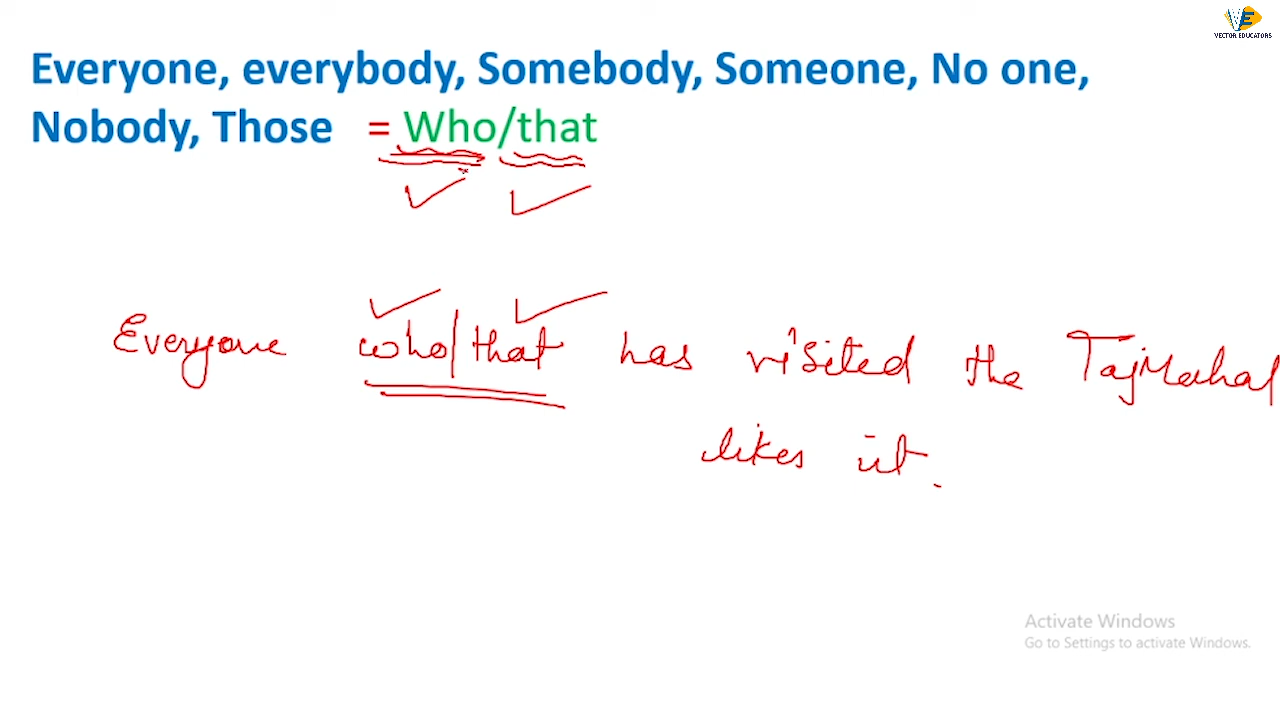 VECTOR EDUCATORS
Everyone, everybody, Somebody, Someone, No one,
Nobody, Those = Who/that
Everyone who/that has visited the TajMahal
likes it.
Activate Windows
Go to Settings to activate Windows.